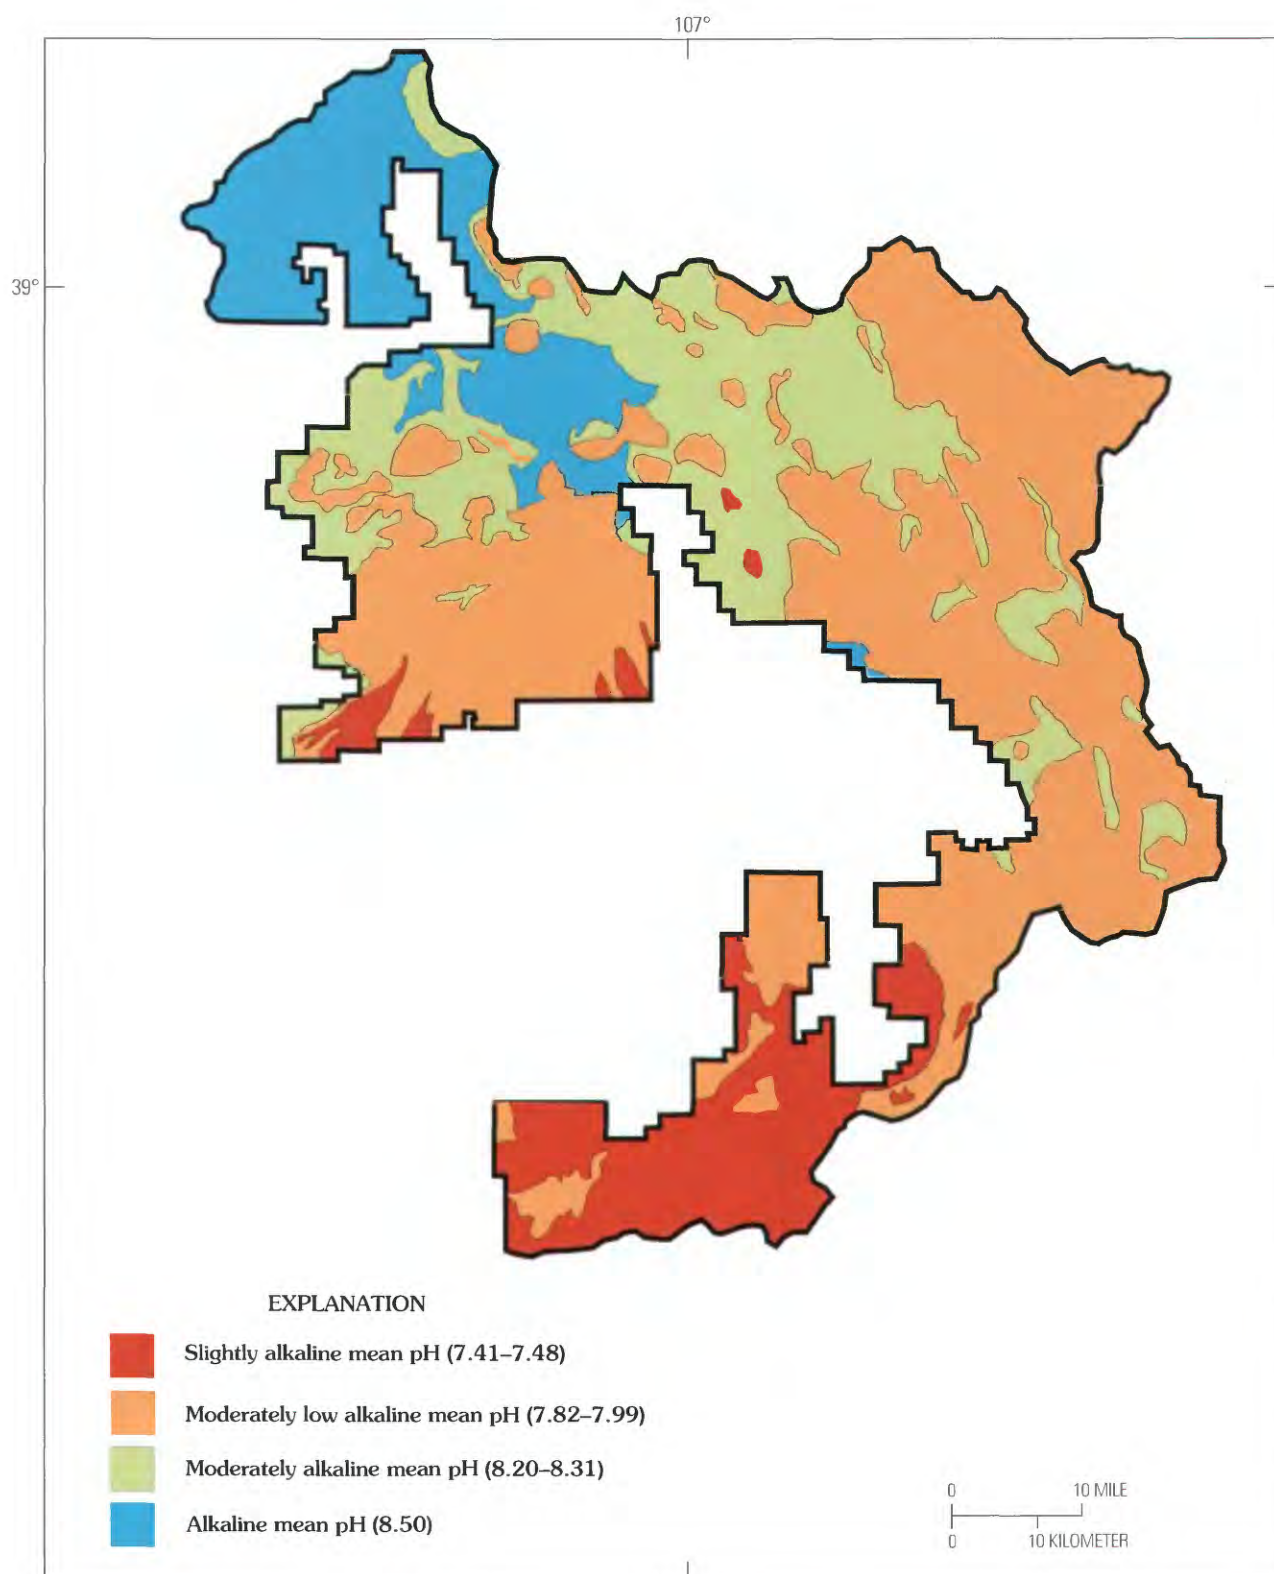 107°
39°
EXPLANATION
Slightly alkaline mean pH (7.41–7.48)
Moderately low alkaline mean pH (7.82–7.99)
Moderately alkaline mean pH (8.20–8.31)
Alkaline mean pH (8.50)
0 10 MILE
0 10 KILOMETER